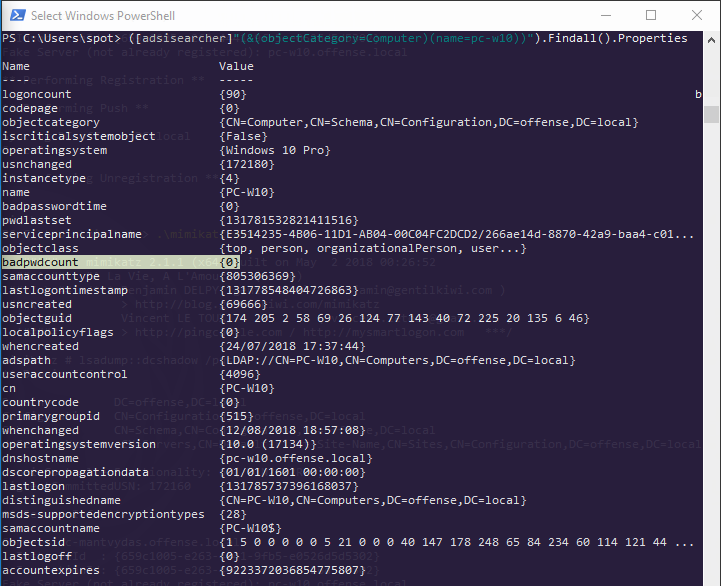 Select Windows PowerShell
PS C:\Users\spot> ([adsisearcher]"(&(objectCategory=Computer)(name=pc-w10))").Findall().Properties
Name Value
---- -----
logoncount {90} b
codepage {0}
objectcategory {CN=Computer,CN=Schema,CN=Configuration,DC=offense,DC=local}
iscriticalsystemobject {False}
operatingsystem {Windows 10 Pro}
usnchanged {172180}
instancetype {4}
name {PC-W10}
badpasswordtime {0}
pwdlastset {131781532821411516}
serviceprincipalname {E3514235-4B06-11D1-AB04-00C04FC2DCD2/266ae14d-8870-42a9-baa4-c01...
objectclass {top, person, organizationalPerson, user...}
badpwdcount {0}
samaccounttype {805306369}
lastlogontimestamp {131778548404726863}
usncreated {69666}
objectguid {174 205 2 58 69 26 124 77 143 40 72 225 20 135 6 46}
localpolicyflags {0}
whencreated {24/07/2018 17:37:44}
adspath {LDAP://CN=PC-W10,CN=Computers,DC=offense,DC=local}
useraccountcontrol {4096}
cn {PC-W10}
countrycode {0}
primarygroupid {515}
whenchanged {12/08/2018 18:57:08}
operatingsystemversion {10.0 (17134)}
dnshostname {pc-w10.offense.local}
dscorepropagationdata {01/01/1601 00:00:00}
lastlogon {131785737396168037}
distinguishedname {CN=PC-W10,CN=Computers,DC=offense,DC=local}
msds-supportedencryptiontypes {28}
samaccountname {PC-W10$}
objectsid {1 5 0 0 0 0 0 5 21 0 0 0 40 147 178 248 65 84 234 60 114 121 44 ...
lastlogoff {0}
accountexpires {9223372036854775807}